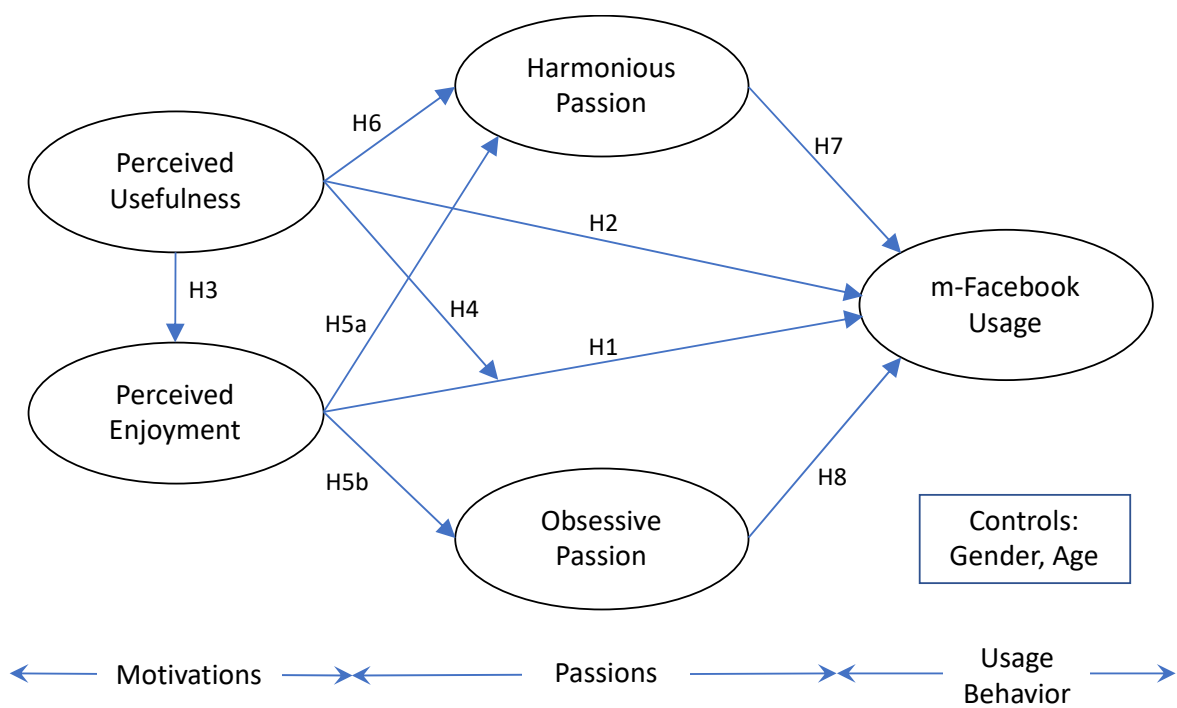 Harmonious
Passion
H6
H7
Perceived
Usefulness
H2
H3
H5a
H4
H1
m-Facebook
Usage
Perceived
Enjoyment
H5b
H8
Obsessive
Passion
Controls:
Gender, Age
Motivations
Passions
Usage
Behavior